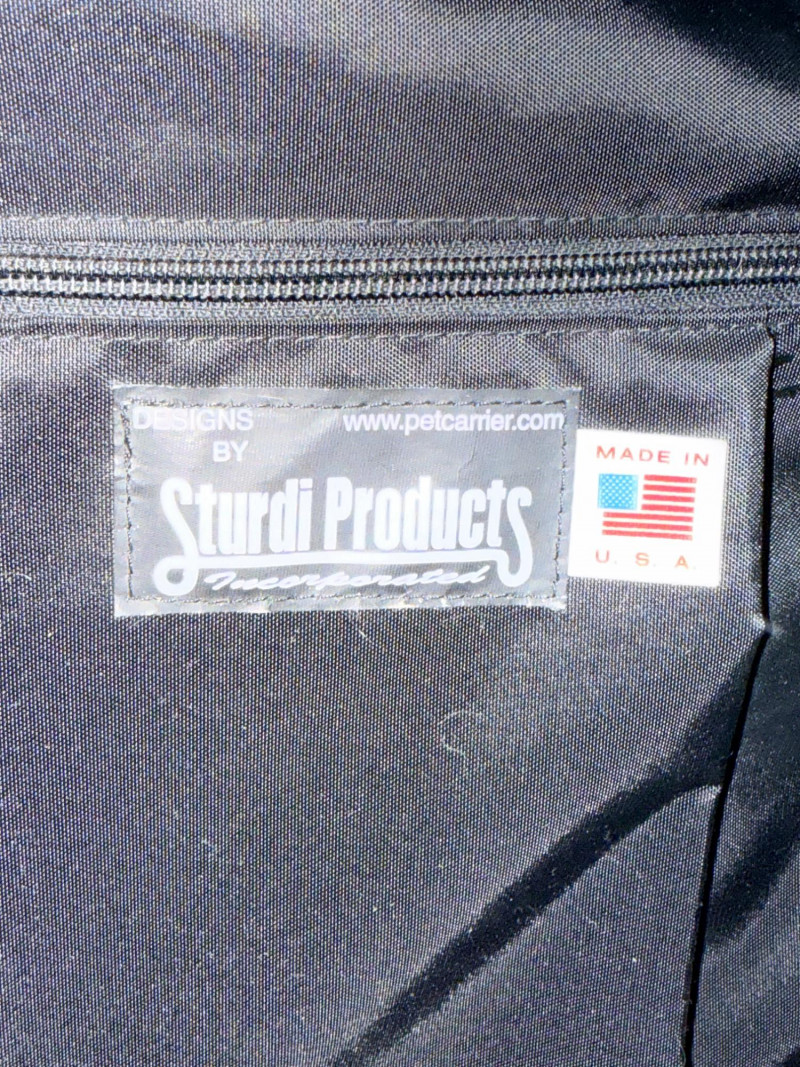 DESIGNS
BY
www.petcarrier.com
Sturdi Products
Incorporated
MADE IN
U. S. A.